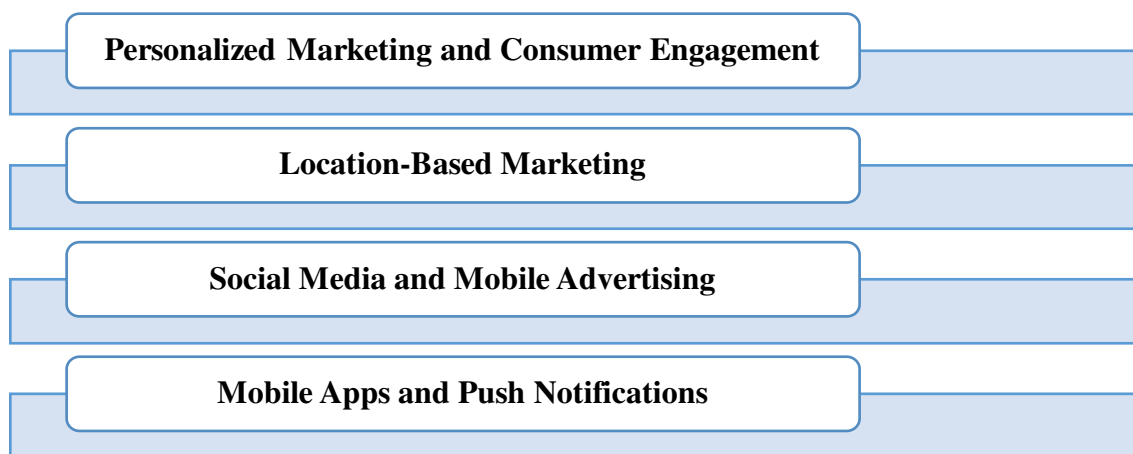 Personalized Marketing and Consumer Engagement
Location-Based Marketing
Social Media and Mobile Advertising
Mobile Apps and Push Notifications